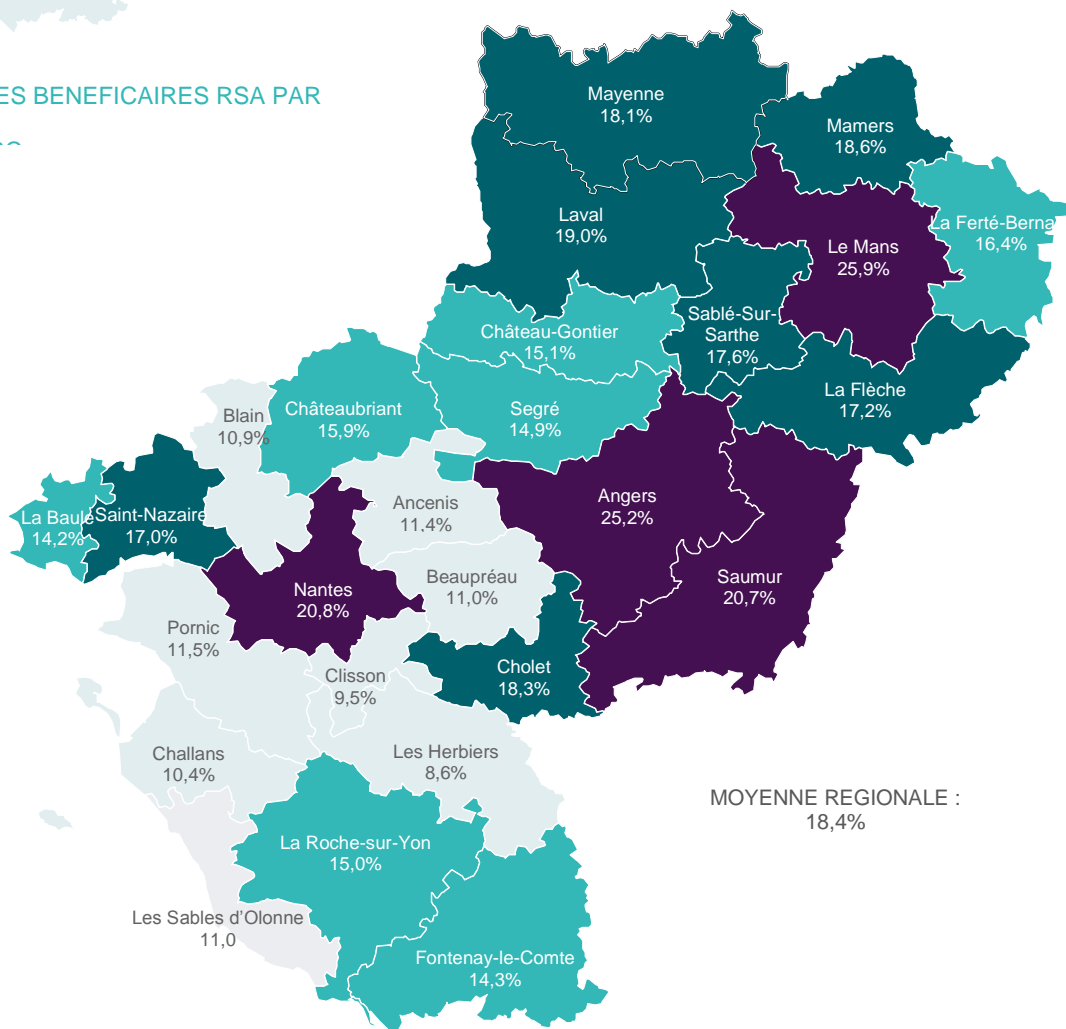 ES BENEFICAIRES RSA PAR
Mayenne
18,1%
Mamers
18,6%
Laval
19,0%
La Ferté-Berna
16,4%
Le Mans
25,9%
Château-Gontier
15,1%
Sablé-Sur-
Sarthe
17,6%
La Flèche
17,2%
Blain
10,9%
Châteaubriant
15,9%
Segré
14,9%
Ancenis
11,4%
Angers
25,2%
La Baule
14,2%
Saint-Nazaire
17,0%
Beaupréau
11,0%
Saumur
20,7%
Nantes
20,8%
Pornic
11,5%
Clisson
9,5%
Cholet
18,3%
Challans
10,4%
Les Herbiers
8,6%
MOYENNE REGIONALE :
18,4%
La Roche-sur-Yon
15,0%
Les Sables d'Olonne
11,0
Fontenay-le-Comte
14,3%